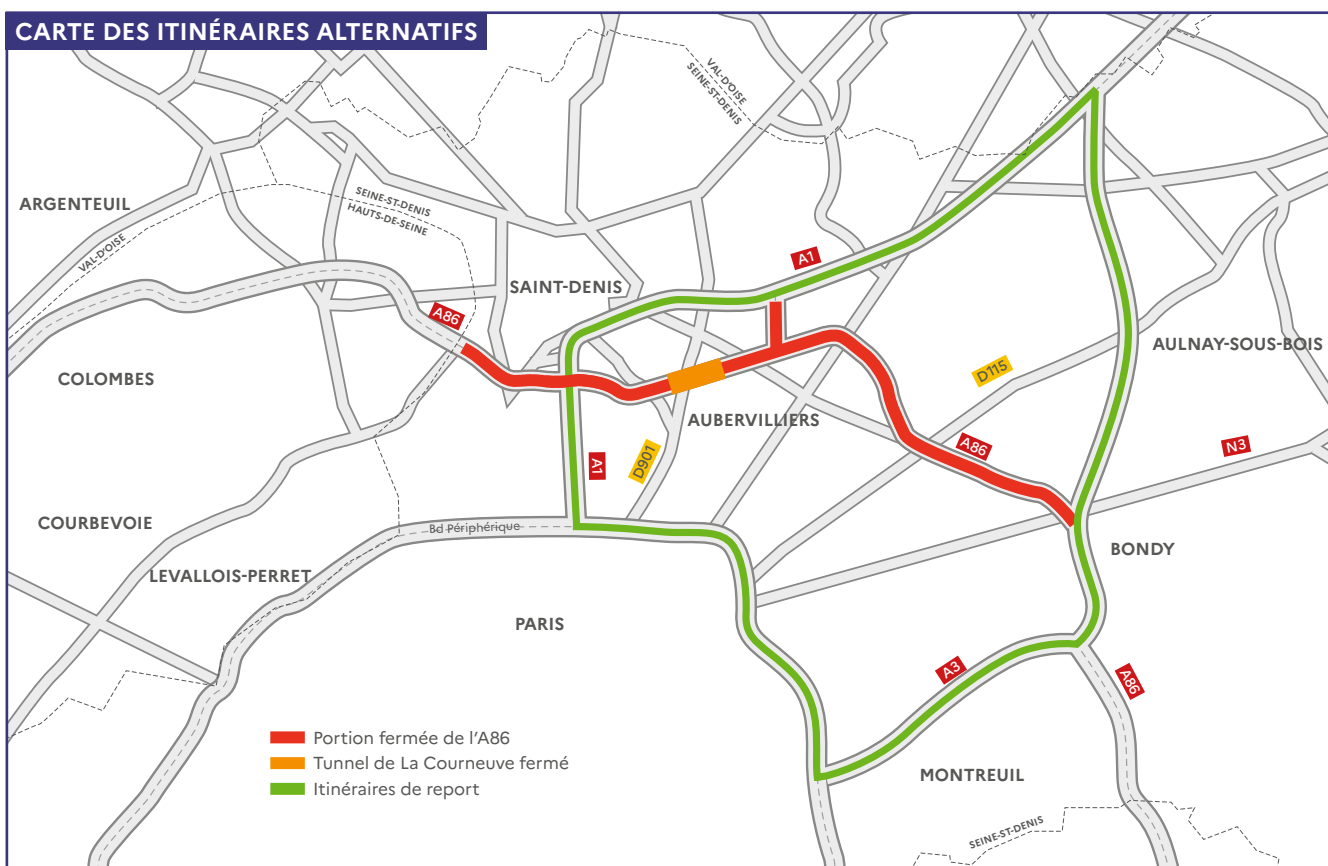 CARTE DES ITINÉRAIRES ALTERNATIFS
VAL-D'OISE
SEINE-ST-DENIS
ARGENTEUIL
SEINE-ST-DENIS
HAUTS-DE-SEINE
VAL-D'OISE
A1
SAINT-DENIS
A86
AULNAY-SOUS-BOIS
COLOMBES
D115
AUBERVILLIERS
A86
N3
A1
D901
COURBEVOIE
Bd Périphérique
BONDY
LEVALLOIS-PERRET
PARIS
A3
A86
Portion fermée de l'A86
Tunnel de La Courneuve fermé
Itinéraires de report
MONTREUIL
SEINE-ST-DENIS